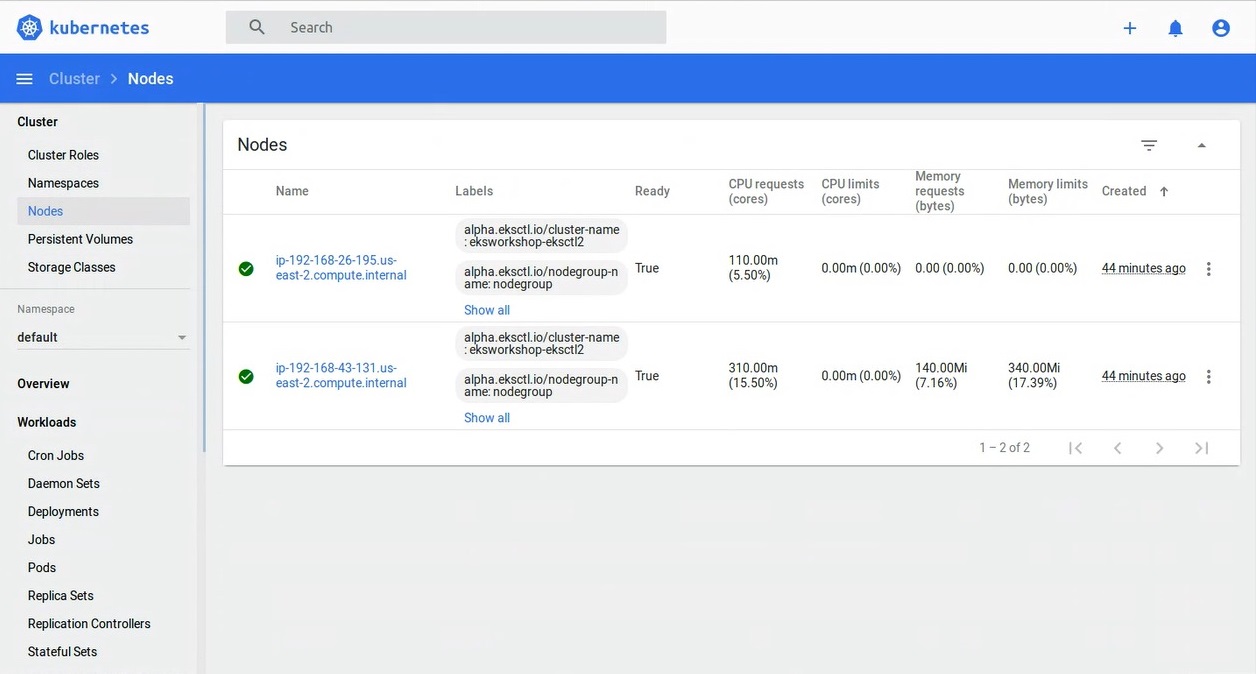 kubernetes
Search
Cluster > Nodes
Cluster
Cluster Roles
Namespaces
Nodes
Persistent Volumes
Storage Classes
Namespace
default
Overview
Workloads
Cron Jobs
Daemon Sets
Deployments
Jobs
Pods
Replica Sets
Replication Controllers
Stateful Sets
Nodes
Name
Labels
Ready
CPU requests
(cores)
CPU limits
(cores)
Memory
requests
(bytes)
Memory limits
(bytes)
Created
ip-192-168-26-195.us-
east-2.compute.internal
alpha.eksctl.io/cluster-name
: eksworkshop-eksctl2
alpha.eksctl.io/nodegroup-n
ame: nodegroup
Show all
True
110.00m
(5.50%)
0.00m (0.00%)
0.00 (0.00%)
0.00 (0.00%)
44 minutes ago
ip-192-168-43-131.us-
east-2.compute.internal
alpha.eksctl.io/cluster-name
: eksworkshop-eksctl2
alpha.eksctl.io/nodegroup-n
ame: nodegroup
Show all
True
310.00m
(15.50%)
0.00m (0.00%)
140.00Mi
(7.16%)
340.00Mi
(17.39%)
44 minutes ago
1 – 2 of 2